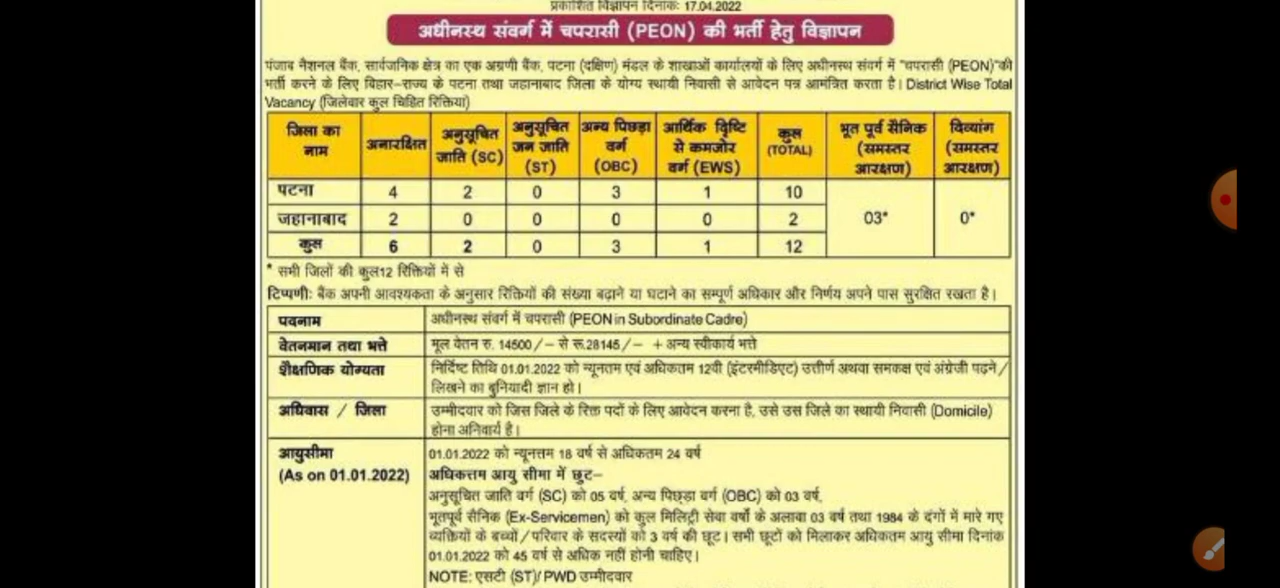 प्रकाशित विज्ञापन दिनांकः 17.04.2022
अधीनस्थ संवर्ग में चपरासी (PEON) की भर्ती हेतु विज्ञापन
पंजाब नैशनल बैंक, सार्वजनिक क्षेत्र का एक अग्रणी बैंक, पटना (दक्षिण) मंडल के शाखाओं कार्यालयों के लिए अधीनस्थ संवर्ग में "चपरासी (PEON)"की
भर्ती करने के लिए विहार–राज्य के पटना तथा जहानाबाद जिला के योग्य स्थायी निवासी से आवेदन पत्र आमंत्रित करता है। District Wise Total
Vacancy (जिलेवार कुल चिहित रिक्तिया)
जिला का नाम अनारक्षित अनुसूचित जाति (SC) अनुसूचित जन जाति (ST) अन्य पिछड़ा वर्ग (OBC) आर्थिक दृिष्टि से कमजोर वर्ग (EWS) कुल (TOTAL) भूत पूर्व सैनिक (समस्तर आरक्षण) दिव्यांग (समस्तर आरक्षण)
पटना 4 2 0 3 1 10
जहानाबाद 2 0 0 0 0 2 03* 0*
कुस 6 2 0 3 1 12
* सभी जिलों की कुल12 रिक्तियों में से
टिप्पणीः बैंक अपनी आवश्यकता के अनुसार रिक्तियों की संख्या बढ़ाने या घटाने का सम्पूर्ण अधिकार और निर्णय अपने पास सुरक्षित रखता है।
पदनाम अधीनस्थ संवर्ग में चपरासी (PEON in Subordinate Cadre)
वेतनमान तथा भत्ते मूल वेतन रु. 14500/– से रू.28145/– + अन्य स्वीकार्य भत्ते
शैक्षणिक योग्यता निर्दिष्ट तिथि 01.01.2022 को न्यूनतम एवं अधिकतम 12वी (इंटरमीडिएट) उत्तीर्ण अथवा समकक्ष एवं अंग्रेजी पढ़ने/
लिखने का बुनियादी ज्ञान हो।
अधिवास / जिला उम्मीदवार को जिस जिले के रिक्त पदों के लिए आवेदन करना है, उसे उस जिले का स्थायी निवासी (Domicile)
होना अनिवार्य है।
आयुसीमा 01.01.2022 को न्यूनत्तम 18 वर्ष से अधिकतम 24 वर्ष
(As on 01.01.2022) अधिकत्तम आयु सीमा में छूट–
अनुसूचित जाति वर्ग (SC) को 05 वर्ष, अन्य पिछड़ा वर्ग (OBC) को 03 वर्ष,
भूतपूर्व सैनिक (Ex-Servicemen) को कुल मिलिट्री सेवा वर्षो के अलावा 03 वर्ष तथा 1984 के दंगों में मारे गए
व्यक्तियों के बच्चों/परिवार के सदस्यों को 3 वर्ष की छूट। सभी छूटों को मिलाकर अधिकतम आयु सीमा दिनांक
01.01.2022 को 45 वर्ष से अधिक नहीं होनी चाहिए।
NOTE: एसटी (ST)/PWD उम्मीदवार